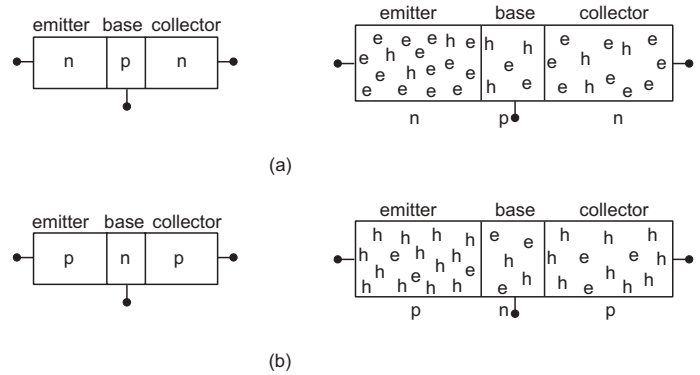 emitter base collector
n p n
emitter base collector
e e e h e h h e e e
e h e h
e e e e h e
e h e e
e e e e h e e h e e e
n p n
(a)
emitter base collector
p n p
emitter base collector
h h h h e e h h h
h e h h h h h e e h
h e h e h h
h h h h e h e h h
p n p
(b)